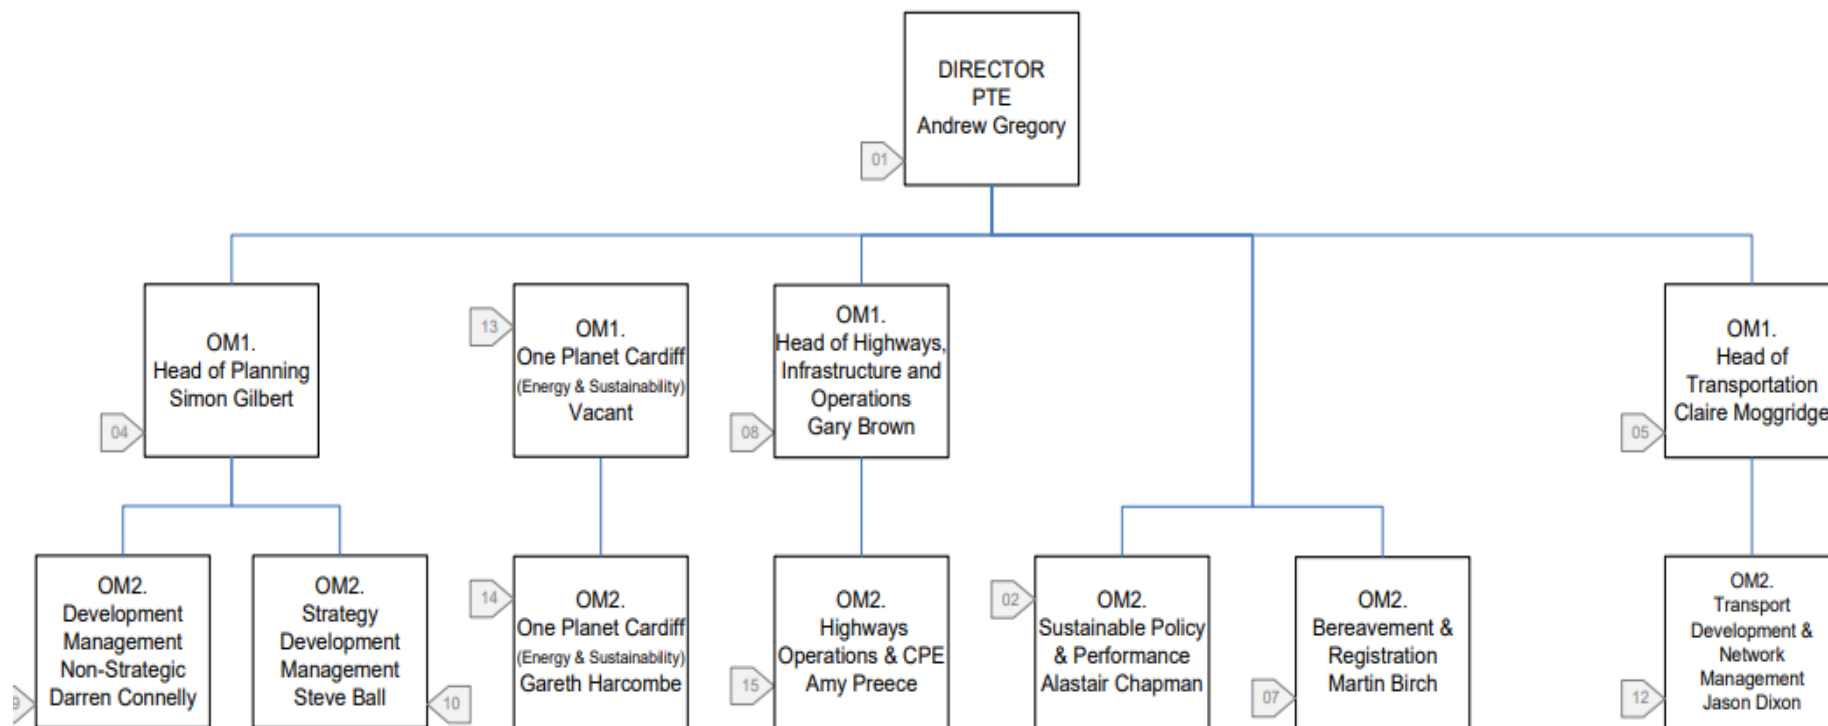 DIRECTOR
PTE
Andrew Gregory
01
OM1.
Head of Planning
Simon Gilbert
04
13
OM1.
One Planet Cardiff
(Energy & Sustainability)
Vacant
OM1.
Head of Highways,
Infrastructure and
Operations
Gary Brown
08
OM1.
Head of
Transportation
Claire Moggridge
05
OM2.
Development
Management
Non-Strategic
Darren Connelly
9
OM2.
Strategy
Development
Management
Steve Ball
10
14
OM2.
One Planet Cardiff
(Energy & Sustainability)
Gareth Harcombe
OM2.
Highways
Operations & CPE
Amy Preece
15
02
OM2.
Sustainable Policy
& Performance
Alastair Chapman
OM2.
Bereavement &
Registration
Martin Birch
07
OM2.
Transport
Development &
Network
Management
Jason Dixon
12